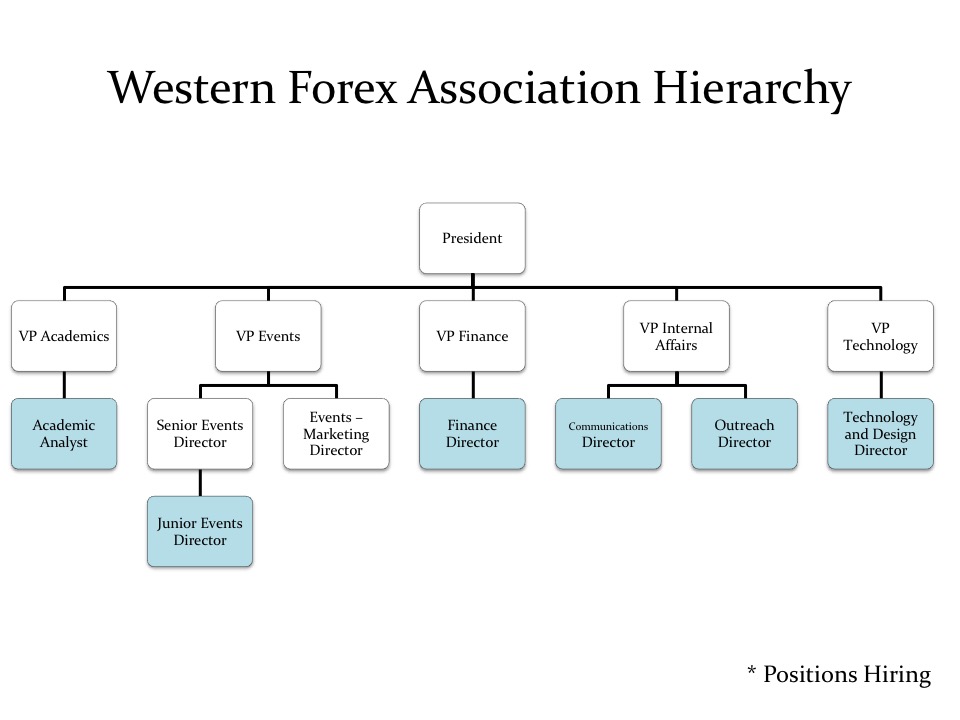 Western Forex Association Hierarchy
President
VP Academics
VP Events
VP Finance
VP Internal
Affairs
VP
Technology
Academic
Analyst
Senior Events
Director
Events –
Marketing
Director
Finance
Director
Communications
Director
Outreach
Director
Technology
and Design
Director
Junior Events
Director
* Positions Hiring